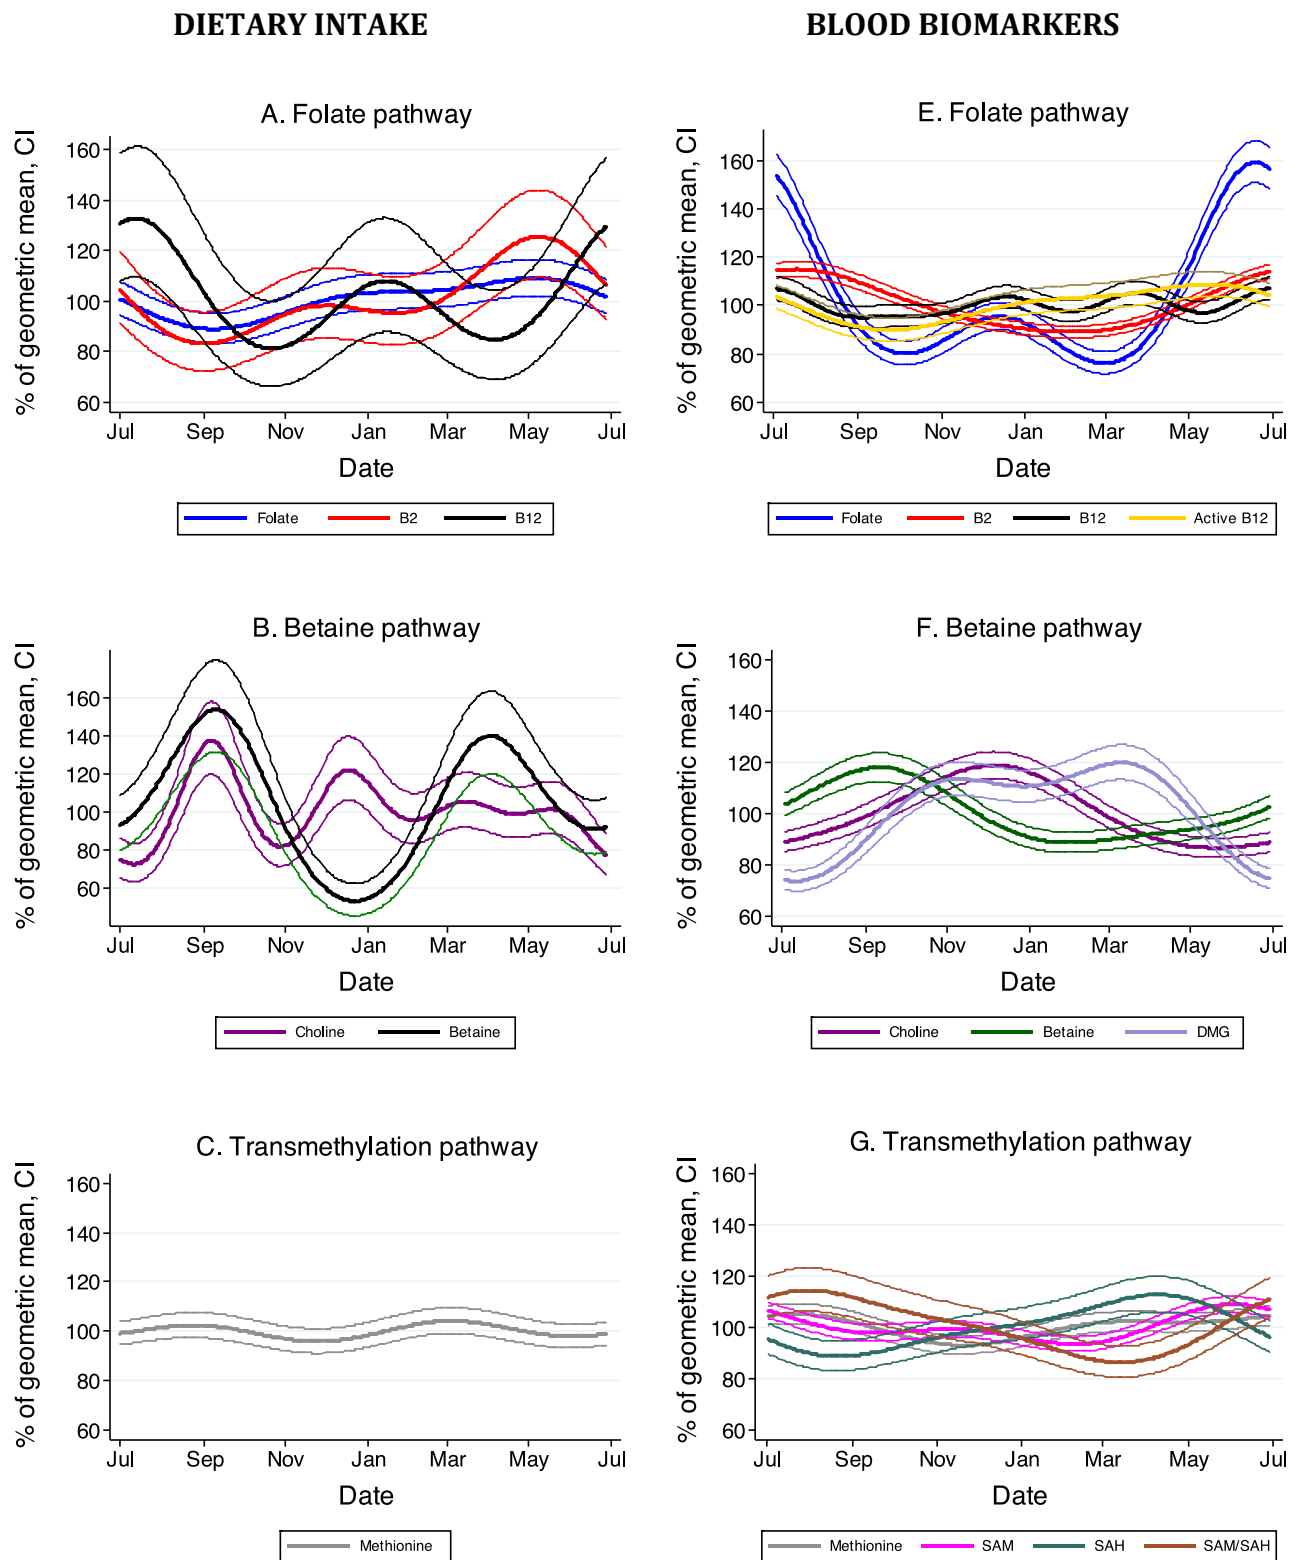 DIETARY INTAKE
BLOOD BIOMARKERS
A. Folate pathway
% of geometric mean, CI
160
140
120
100
80
60
Jul Sep Nov Jan Mar May Jul
Date
Folate B2 B12
E. Folate pathway
% of geometric mean, CI
160
140
120
100
80
60
Jul Sep Nov Jan Mar May Jul
Date
Folate B2 B12 Active B12
B. Betaine pathway
% of geometric mean, CI
160
140
120
100
80
60
Jul Sep Nov Jan Mar May Jul
Date
Choline Betaine
F. Betaine pathway
% of geometric mean, CI
160
140
120
100
80
60
Jul Sep Nov Jan Mar May Jul
Date
Choline Betaine DMG
C. Transmethylation pathway
% of geometric mean, CI
160
140
120
100
80
60
Jul Sep Nov Jan Mar May Jul
Date
Methionine
G. Transmethylation pathway
% of geometric mean, CI
160
140
120
100
80
60
Jul Sep Nov Jan Mar May Jul
Date
Methionine SAM SAH SAM/SAH